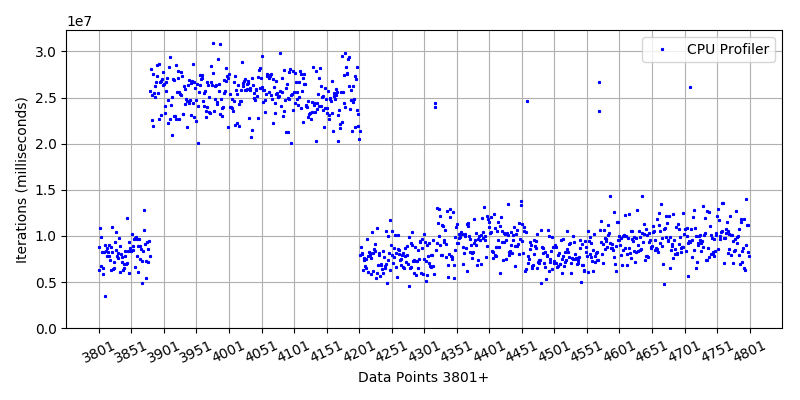 1e7
CPU Profiler
3.0
2.5
2.0
1.5
1.0
0.5
0.0
Iterations (milliseconds)
3801 3851 3901 3951 4001 4051 4101 4151 4201 4251 4301 4351 4401 4451 4501 4551 4601 4651 4701 4751 4801
Data Points 3801+